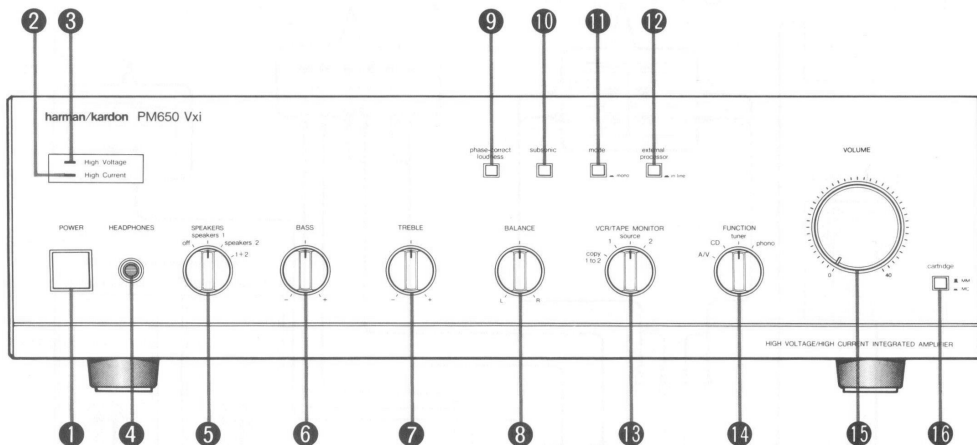 2 3 9 10 11 12
harman/kardon PM650 Vxi
High Voltage
High Current
phase-correct loudness
subsonic
mode
mono
external processor
in line
VOLUME
0 40
POWER
HEADPHONES
SPEAKERS
speakers 1
off
speakers 2
1+2
BASS
- +
TREBLE
- +
BALANCE
L R
VCR/TAPE MONITOR
source
1 2
copy
1 to 2
FUNCTION
tuner
CD phono
A/V
cartridge
MM
MC
HIGH VOLTAGE/HIGH CURRENT INTEGRATED AMPLIFIER
1 4 5 6 7 8 13 14 15 16